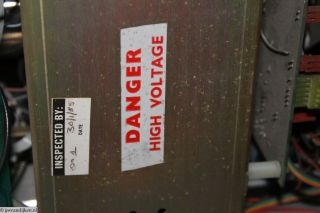 DANGER
HIGH VOLTAGE
INSPECTED BY:
DATE